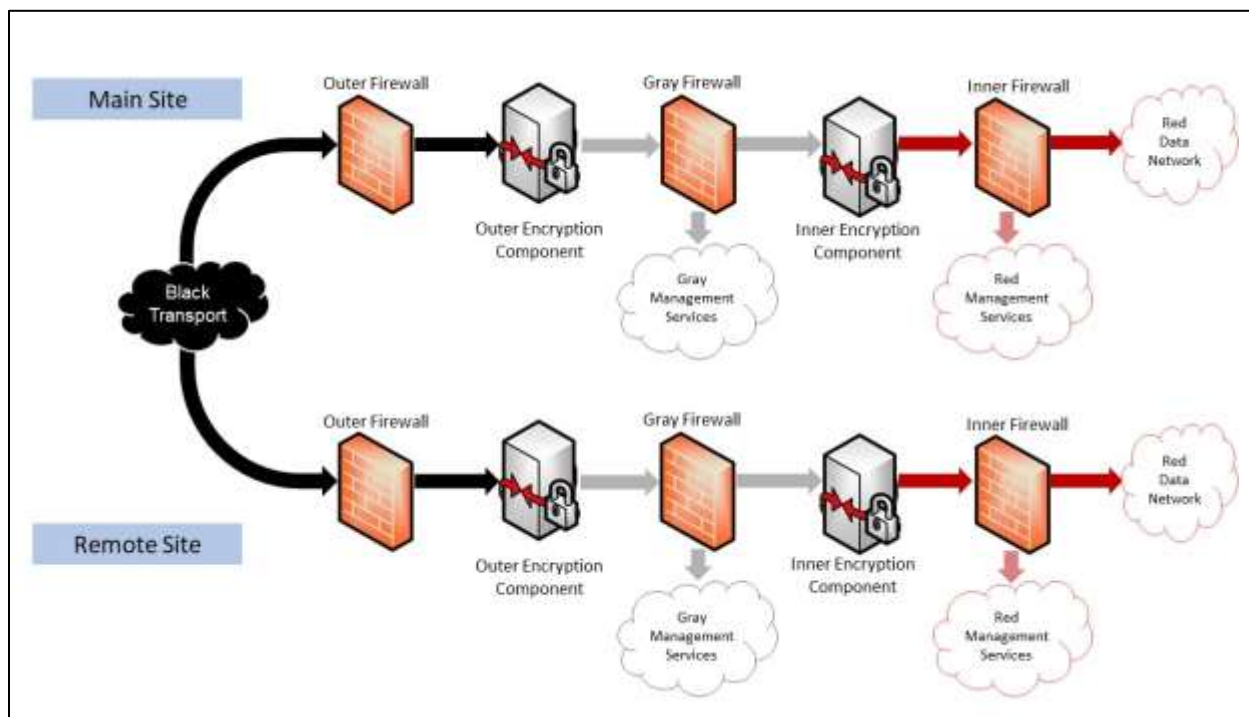 Main Site
Outer Firewall
Gray Firewall
Inner Firewall
Red
Data
Network
Outer Encryption
Component
Inner Encryption
Component
Gray
Management
Services
Red
Management
Services
Black
Transport
Remote Site
Outer Firewall
Gray Firewall
Inner Firewall
Red
Data
Network
Outer Encryption
Component
Inner Encryption
Component
Gray
Management
Services
Red
Management
Services